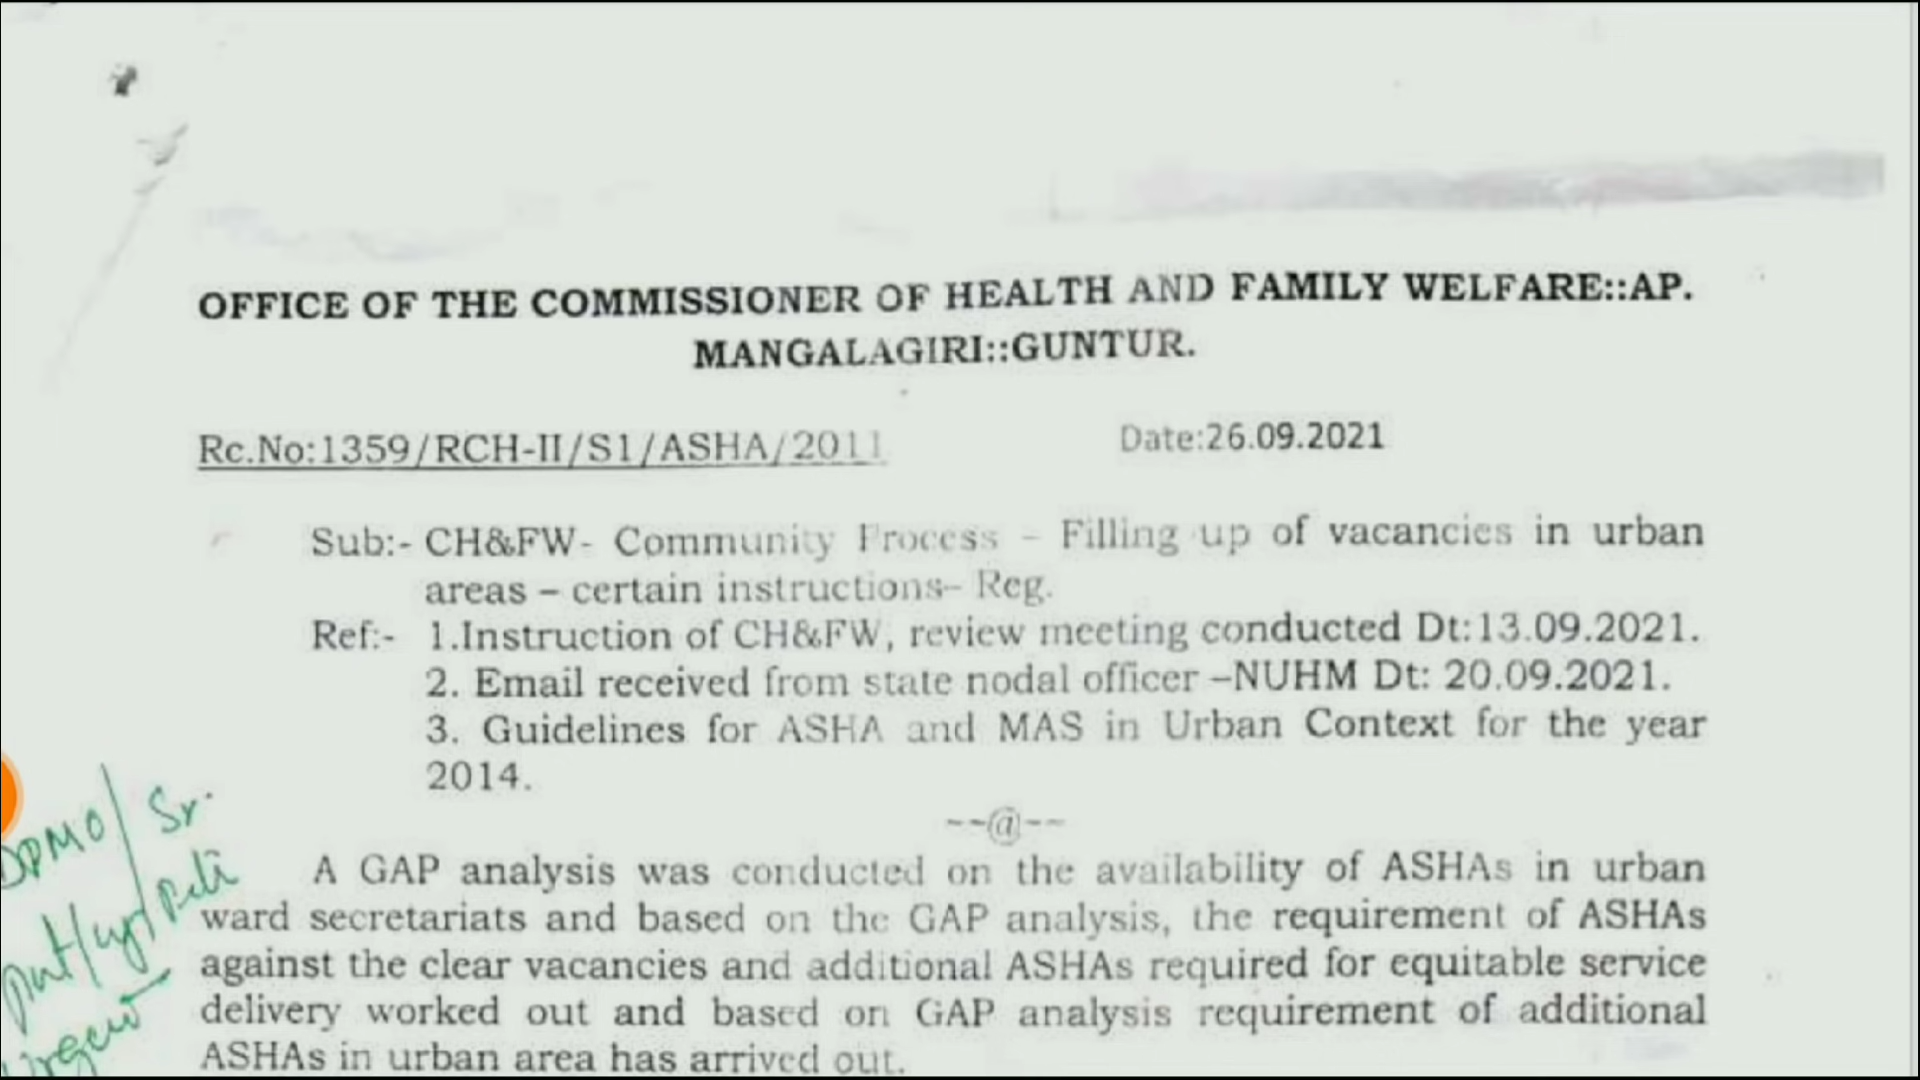 OFFICE OF THE COMMISSIONER OF HEALTH AND FAMILY WELFARE::AP.
MANGALAGIRI::GUNTUR.
Rc.No:1359/RCH-II/S1/ASHA/2011
Date:26.09.2021
Sub:- CH&FW- Community Process - Filling up of vacancies in urban
areas – certain instructions– Reg.
Ref:- 1.Instruction of CH&FW, review meeting conducted Dt:13.09.2021.
2. Email received from state nodal officer –NUHM Dt: 20.09.2021.
3. Guidelines for ASHA and MAS in Urban Context for the year
2014.
--@--
A GAP analysis was conducted on the availability of ASHAs in urban
ward secretariats and based on the GAP analysis, the requirement of ASHAs
against the clear vacancies and additional ASHAs required for equitable service
delivery worked out and based on GAP analysis requirement of additional
ASHAs in urban area has arrived out.
DPMO/ Sr.